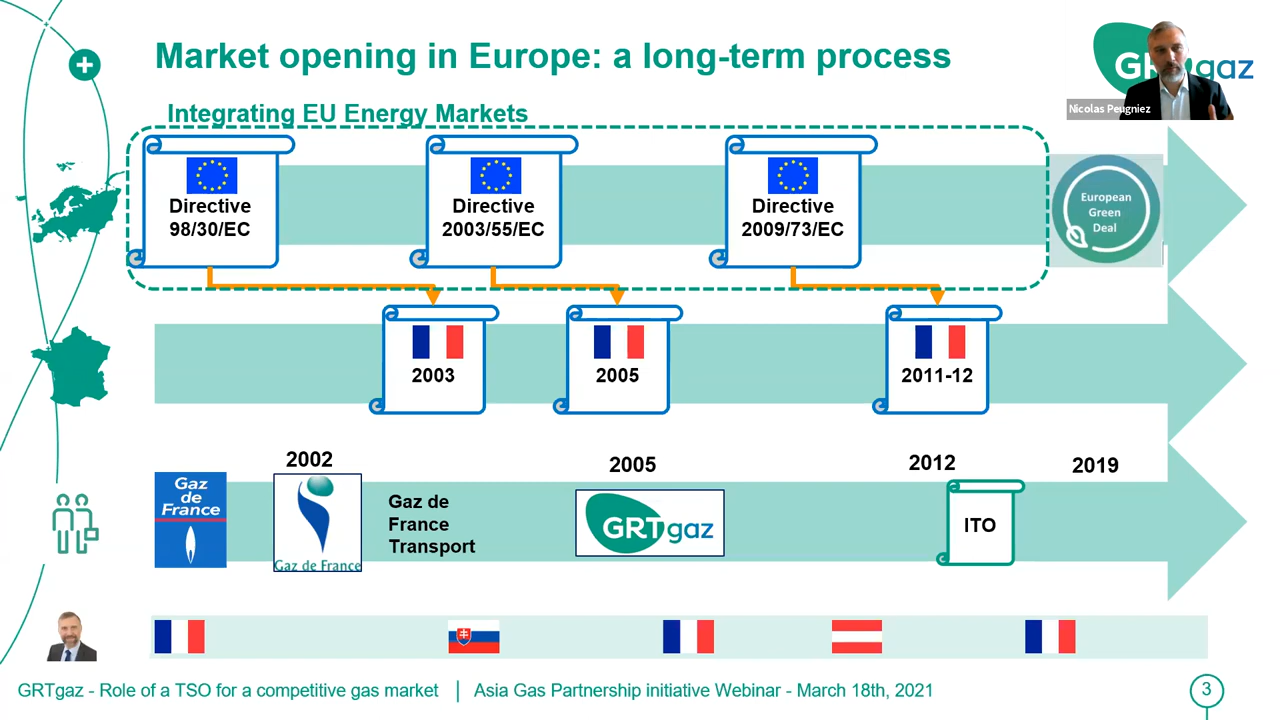 Market opening in Europe: a long-term process
GRTgaz
Nicolas Peugniez
Integrating EU Energy Markets
Directive
98/30/EC
Directive
2003/55/EC
Directive
2009/73/EC
European
Green
Deal
2003
2005
2011-12
2002
2005
2012
2019
Gaz
de
France
Gaz de France
Gaz de
France
Transport
GRTgaz
ITO
GRTgaz - Role of a TSO for a competitive gas market
Asia Gas Partnership initiative Webinar - March 18th, 2021
3